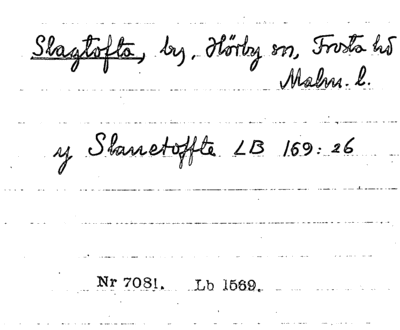 Slagtofta, by, Hörby sn, Frosta hd
Malm. l.
y Slauetoffte LB 169: 26
Nr 7081. Lb 1569.